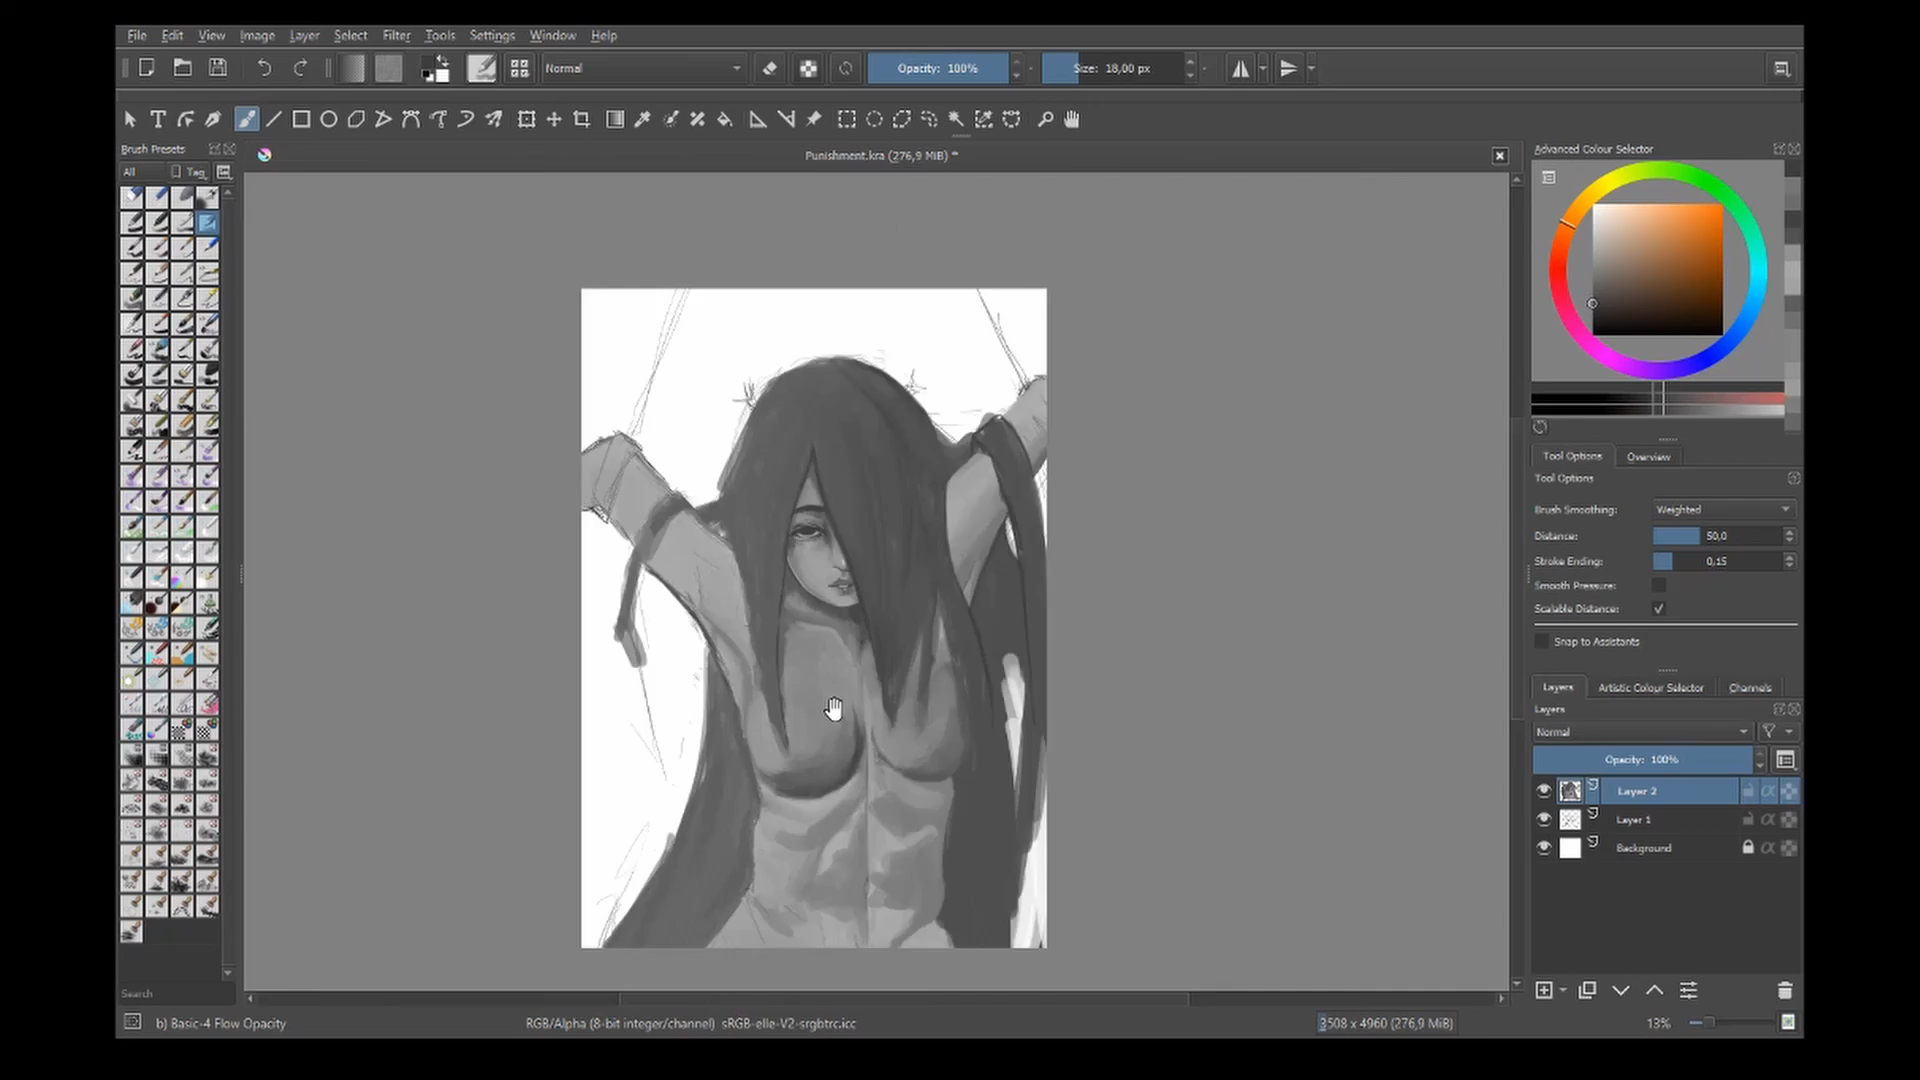 File Edit View Image Layer Select Filter Tools Settings Window Help
Normal
Opacity: 100%
Size: 18,00 px
Brush Presets
Punishment.kra (276,9 MiB) *
Advanced Colour Selector
All
Tag
Tool Options Overview
Tool Options
Brush Smoothing: Weighted
Distance: 50,0
Stroke Ending: 0,15
Smooth Pressure:
Scalable Distance:
Snap to Assistants
Layers Artistic Colour Selector Channels
Layers
Normal
Opacity: 100%
Layer 2
Layer 1
Background
Search
b) Basic-4 Flow Opacity
RGB/Alpha (8-bit integer/channel) sRGB-elle-V2-srgbtrc.icc
3508 x 4960 (276,9 MiB)
13%